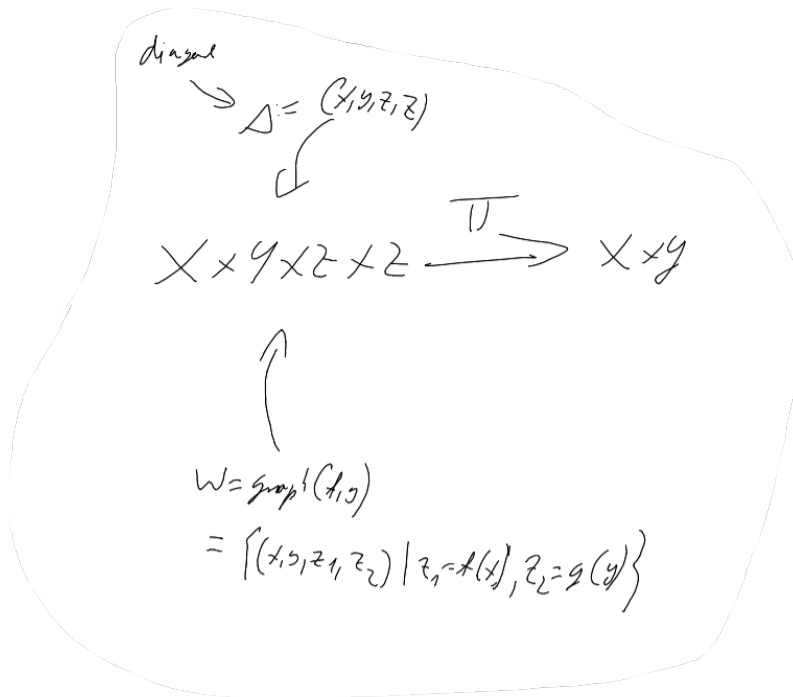 diagonal
Δ := (x,y,z,z)
π
X × Y × Z × Z → X × Y
W = graph(f,g)
= {(x,y,z₁,z₂) | z₁=f(x), z₂=g(y)}